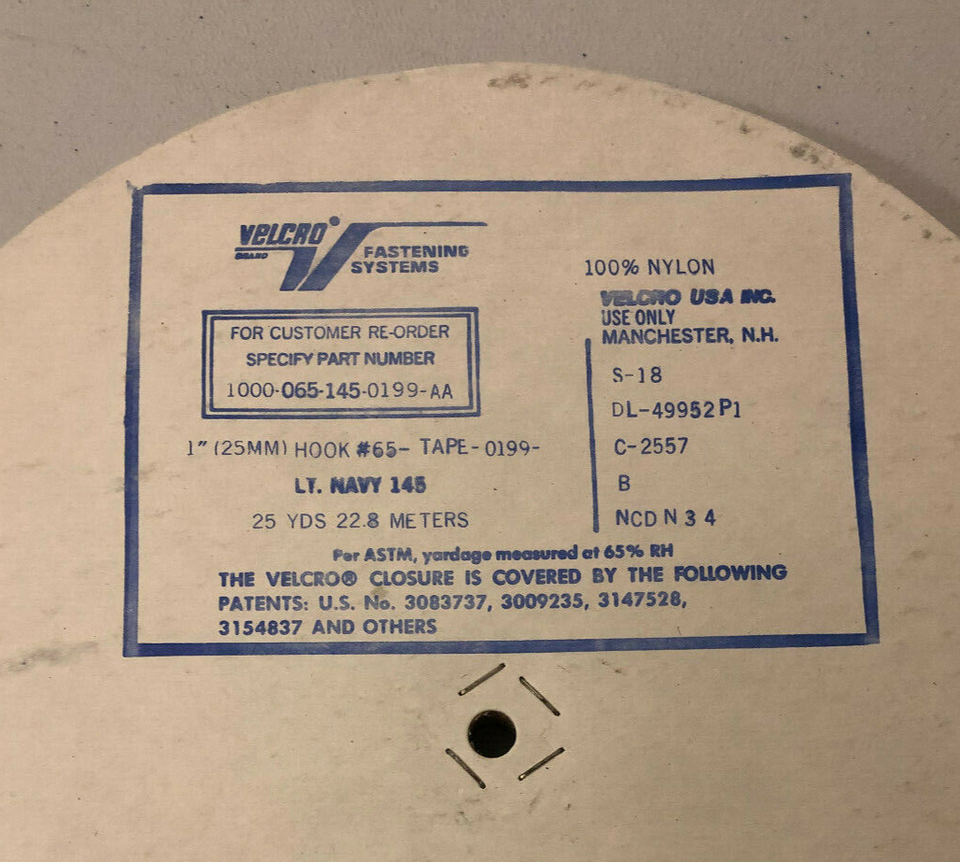 VELCRO
BRAND
FASTENING
SYSTEMS
FOR CUSTOMER RE-ORDER
SPECIFY PART NUMBER
1000-065-145-0199-AA
1" (25MM) HOOK #65- TAPE-0199-
LT. NAVY 145
25 YDS 22.8 METERS
100% NYLON
VELCRO USA INC.
USE ONLY
MANCHESTER, N.H.
S-18
DL-49952P1
C-2557
B
NCD N 3 4
Per ASTM, yardage measured at 65% RH
THE VELCRO® CLOSURE IS COVERED BY THE FOLLOWING
PATENTS: U.S. No. 3083737, 3009235, 3147528,
3154837 AND OTHERS